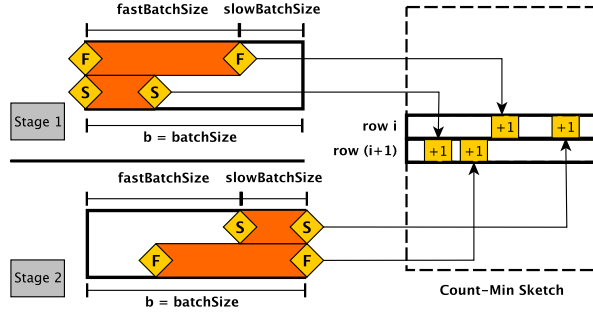 fastBatchSize slowBatchSize
F F
S S
Stage 1
b = batchSize
row i +1 +1
row (i+1) +1 +1
fastBatchSize slowBatchSize
S S
F F
Stage 2
b = batchSize
Count-Min Sketch